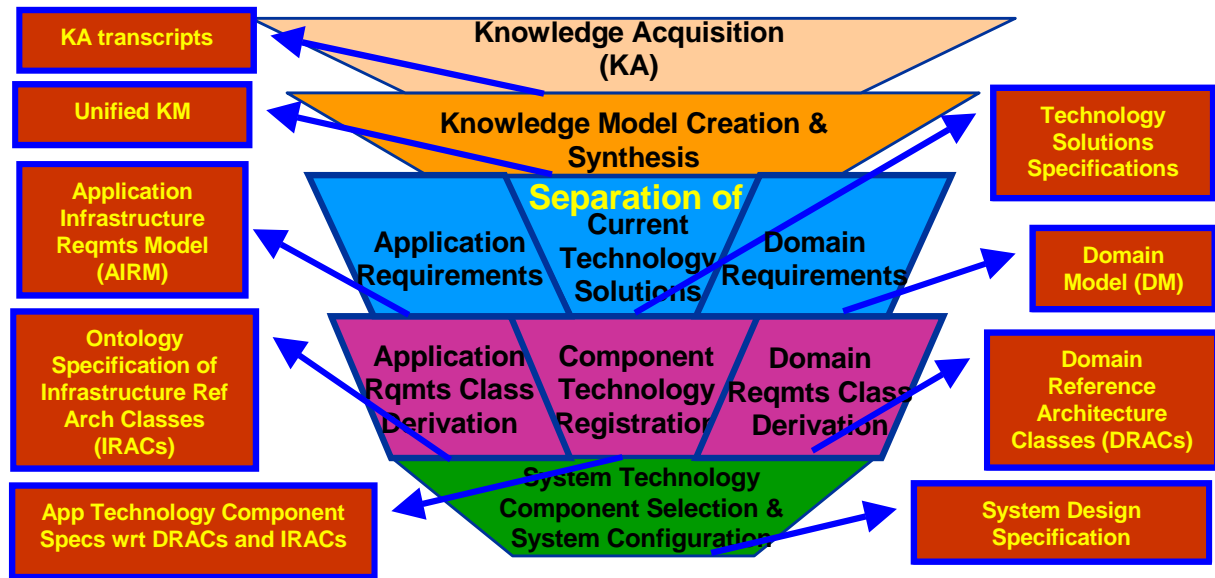 KA transcripts
Knowledge Acquisition
(KA)
Unified KM
Knowledge Model Creation &
Synthesis
Technology
Solutions
Specifications
Separation of
Application
Infrastructure
Reqmts Model
(AIRM)
Application
Requirements
Current
Technology
Solutions
Domain
Requirements
Domain
Model (DM)
Ontology
Specification of
Infrastructure Ref
Arch Classes
(IRACs)
Application
Rqmts Class
Derivation
Component
Technology
Registration
Domain
Reqmts Class
Derivation
Domain
Reference
Architecture
Classes (DRACs)
App Technology Component
Specs wrt DRACs and IRACs
System Technology
Component Selection &
System Configuration
System Design
Specification